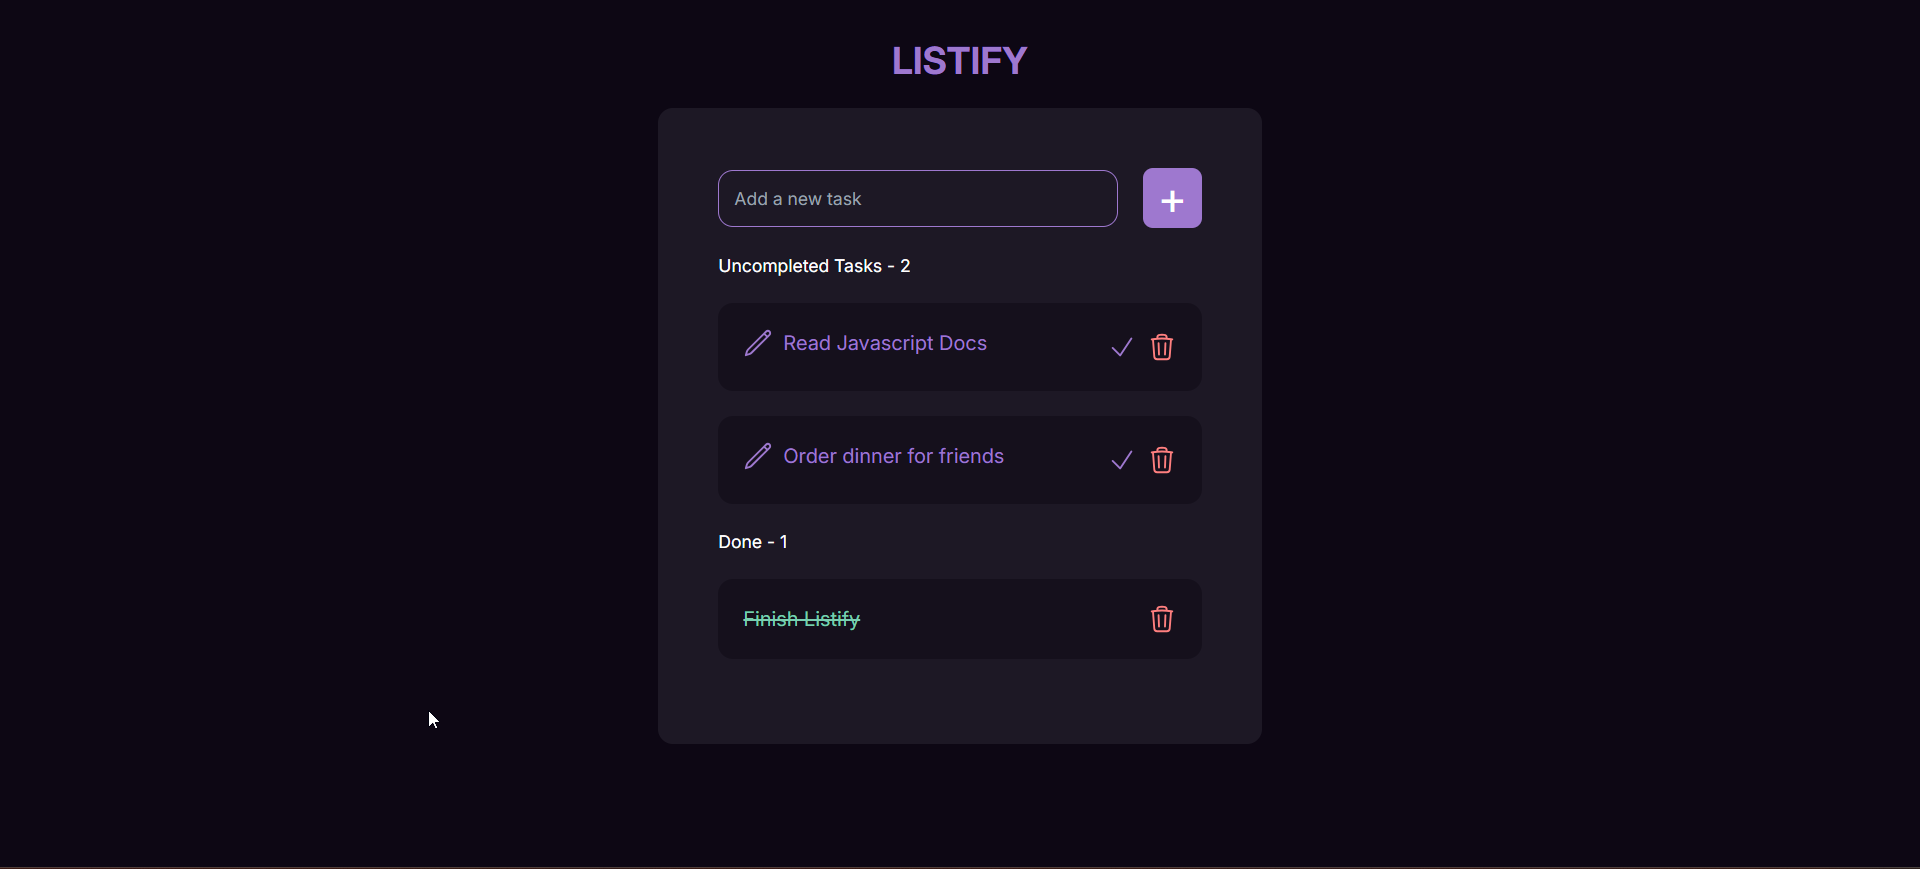 LISTIFY
Add a new task
+
Uncompleted Tasks - 2
Read Javascript Docs
Order dinner for friends
Done - 1
Finish Listify